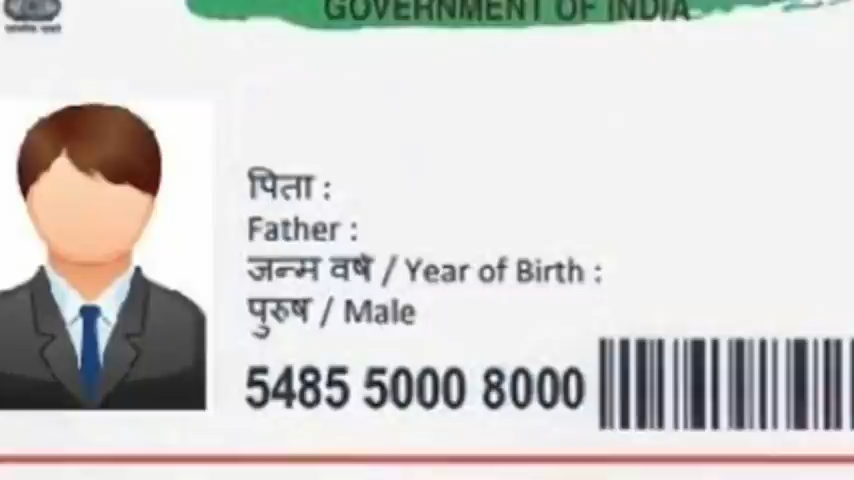 GOVERNMENT OF INDIA
पिता :
Father :
जन्म वर्ष / Year of Birth :
पुरुष / Male
5485 5000 8000